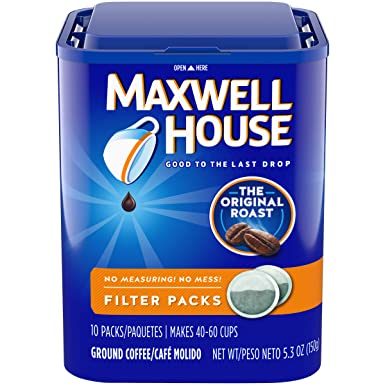 OPEN HERE
MAXWELL
HOUSE
GOOD TO THE LAST DROP
THE
ORIGINAL
ROAST
NO MEASURING! NO MESS!
FILTER PACKS
10 PACKS/PAQUETES | MAKES 40-60 CUPS
GROUND COFFEE/CAFÉ MOLIDO NET WT/PESO NETO 5.3 OZ (150g)